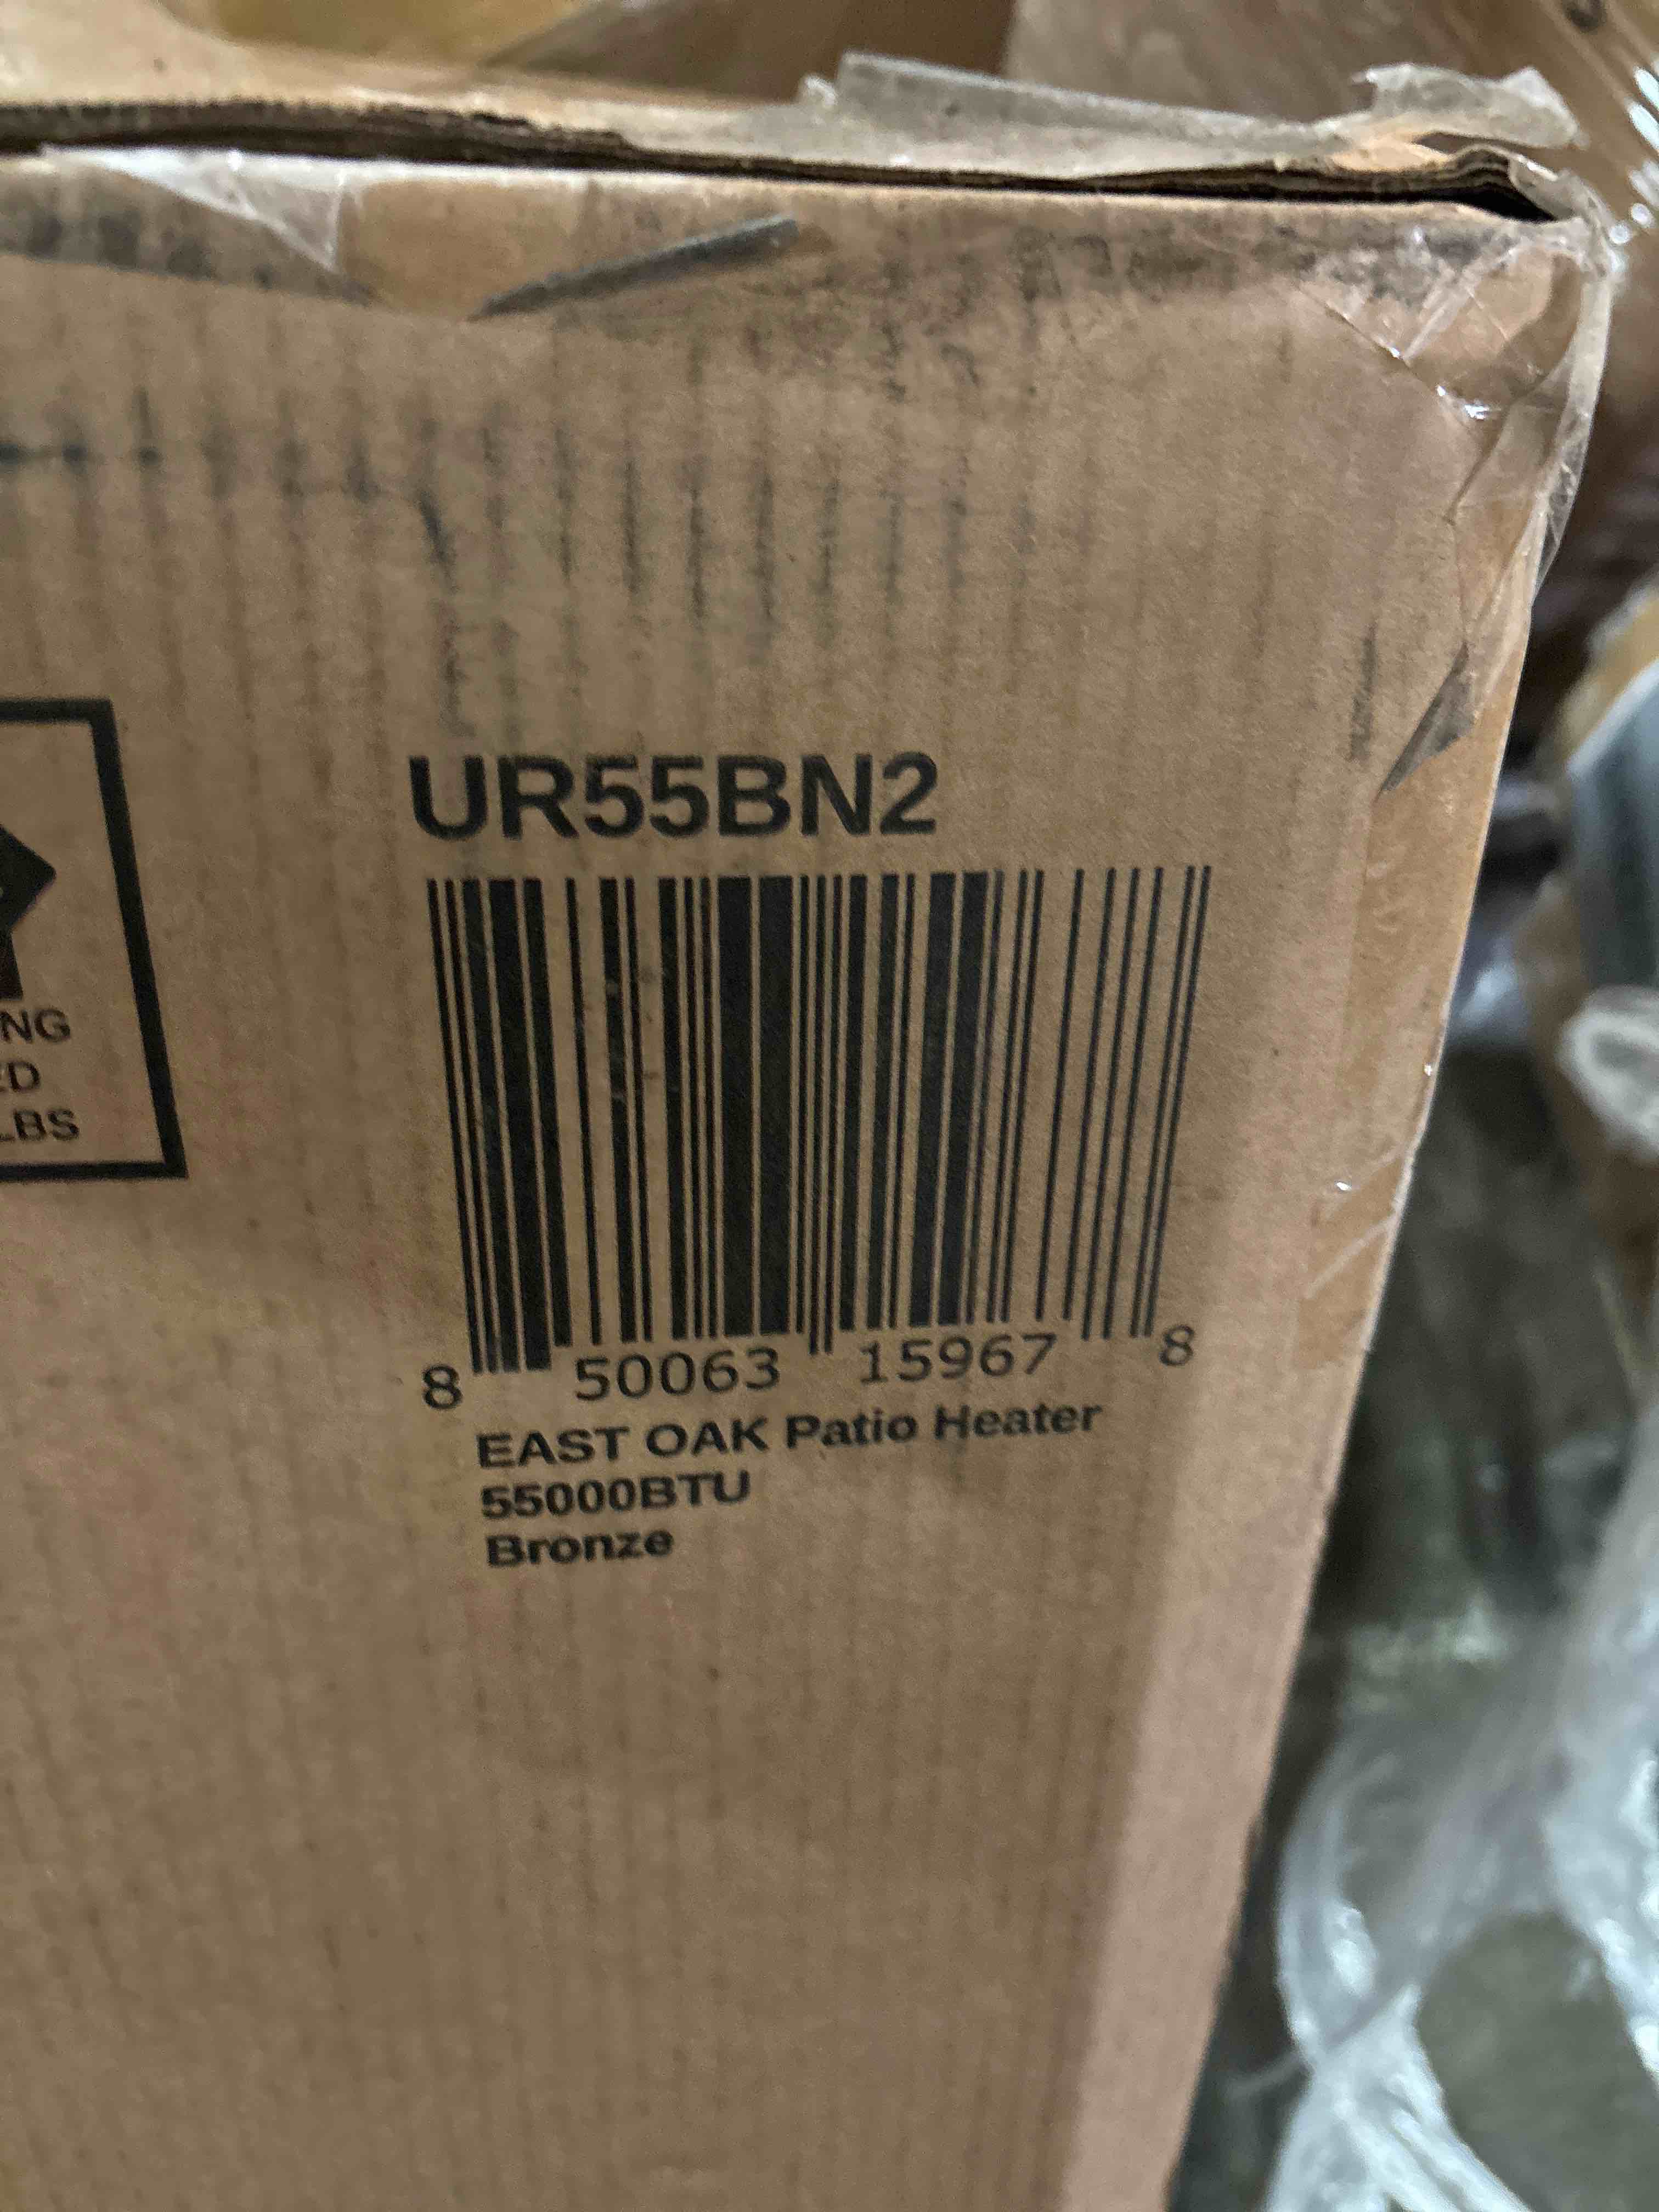 UR55BN2
NG
ED
LBS
8 50063 15967 8
EAST OAK Patio Heater
55000BTU
Bronze